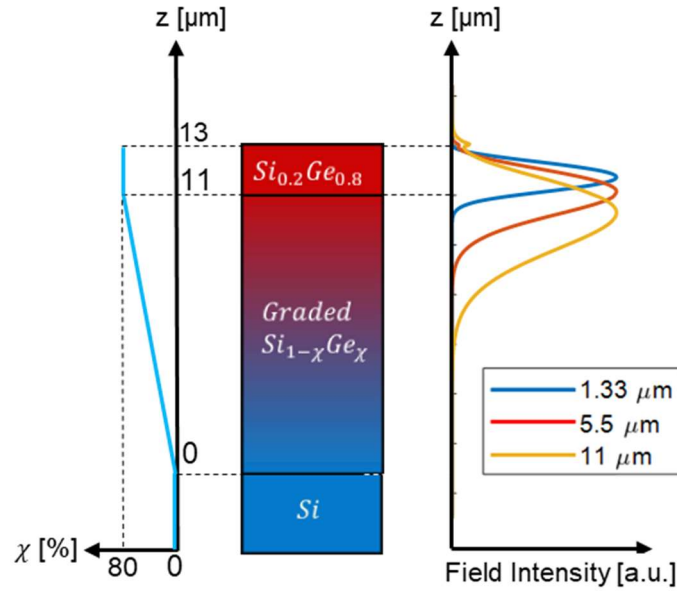 z [μm]
z [μm]
13
11
0
Si₀.₂Ge₀.₈
Graded
Si₁₋χGeχ
Si
1.33 μm
5.5 μm
11 μm
χ [%]
80
0
Field Intensity [a.u.]